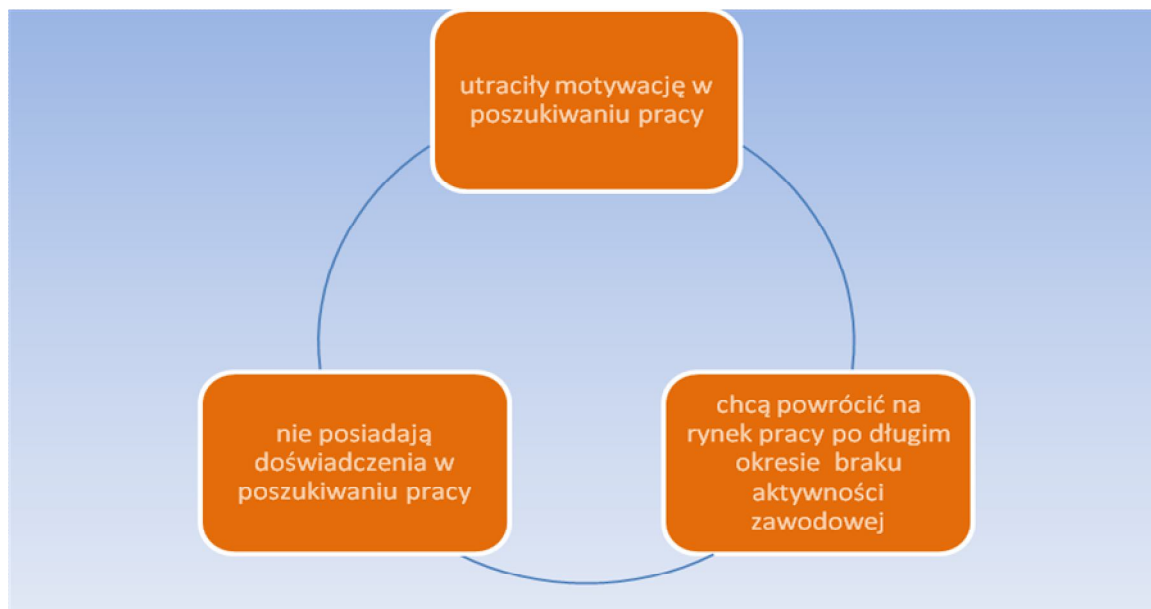 utraciły motywację w
poszukiwaniu pracy
nie posiadają
doświadczenia w
poszukiwaniu pracy
chcą powrócić na
rynek pracy po długim
okresie braku
aktywności
zawodowej